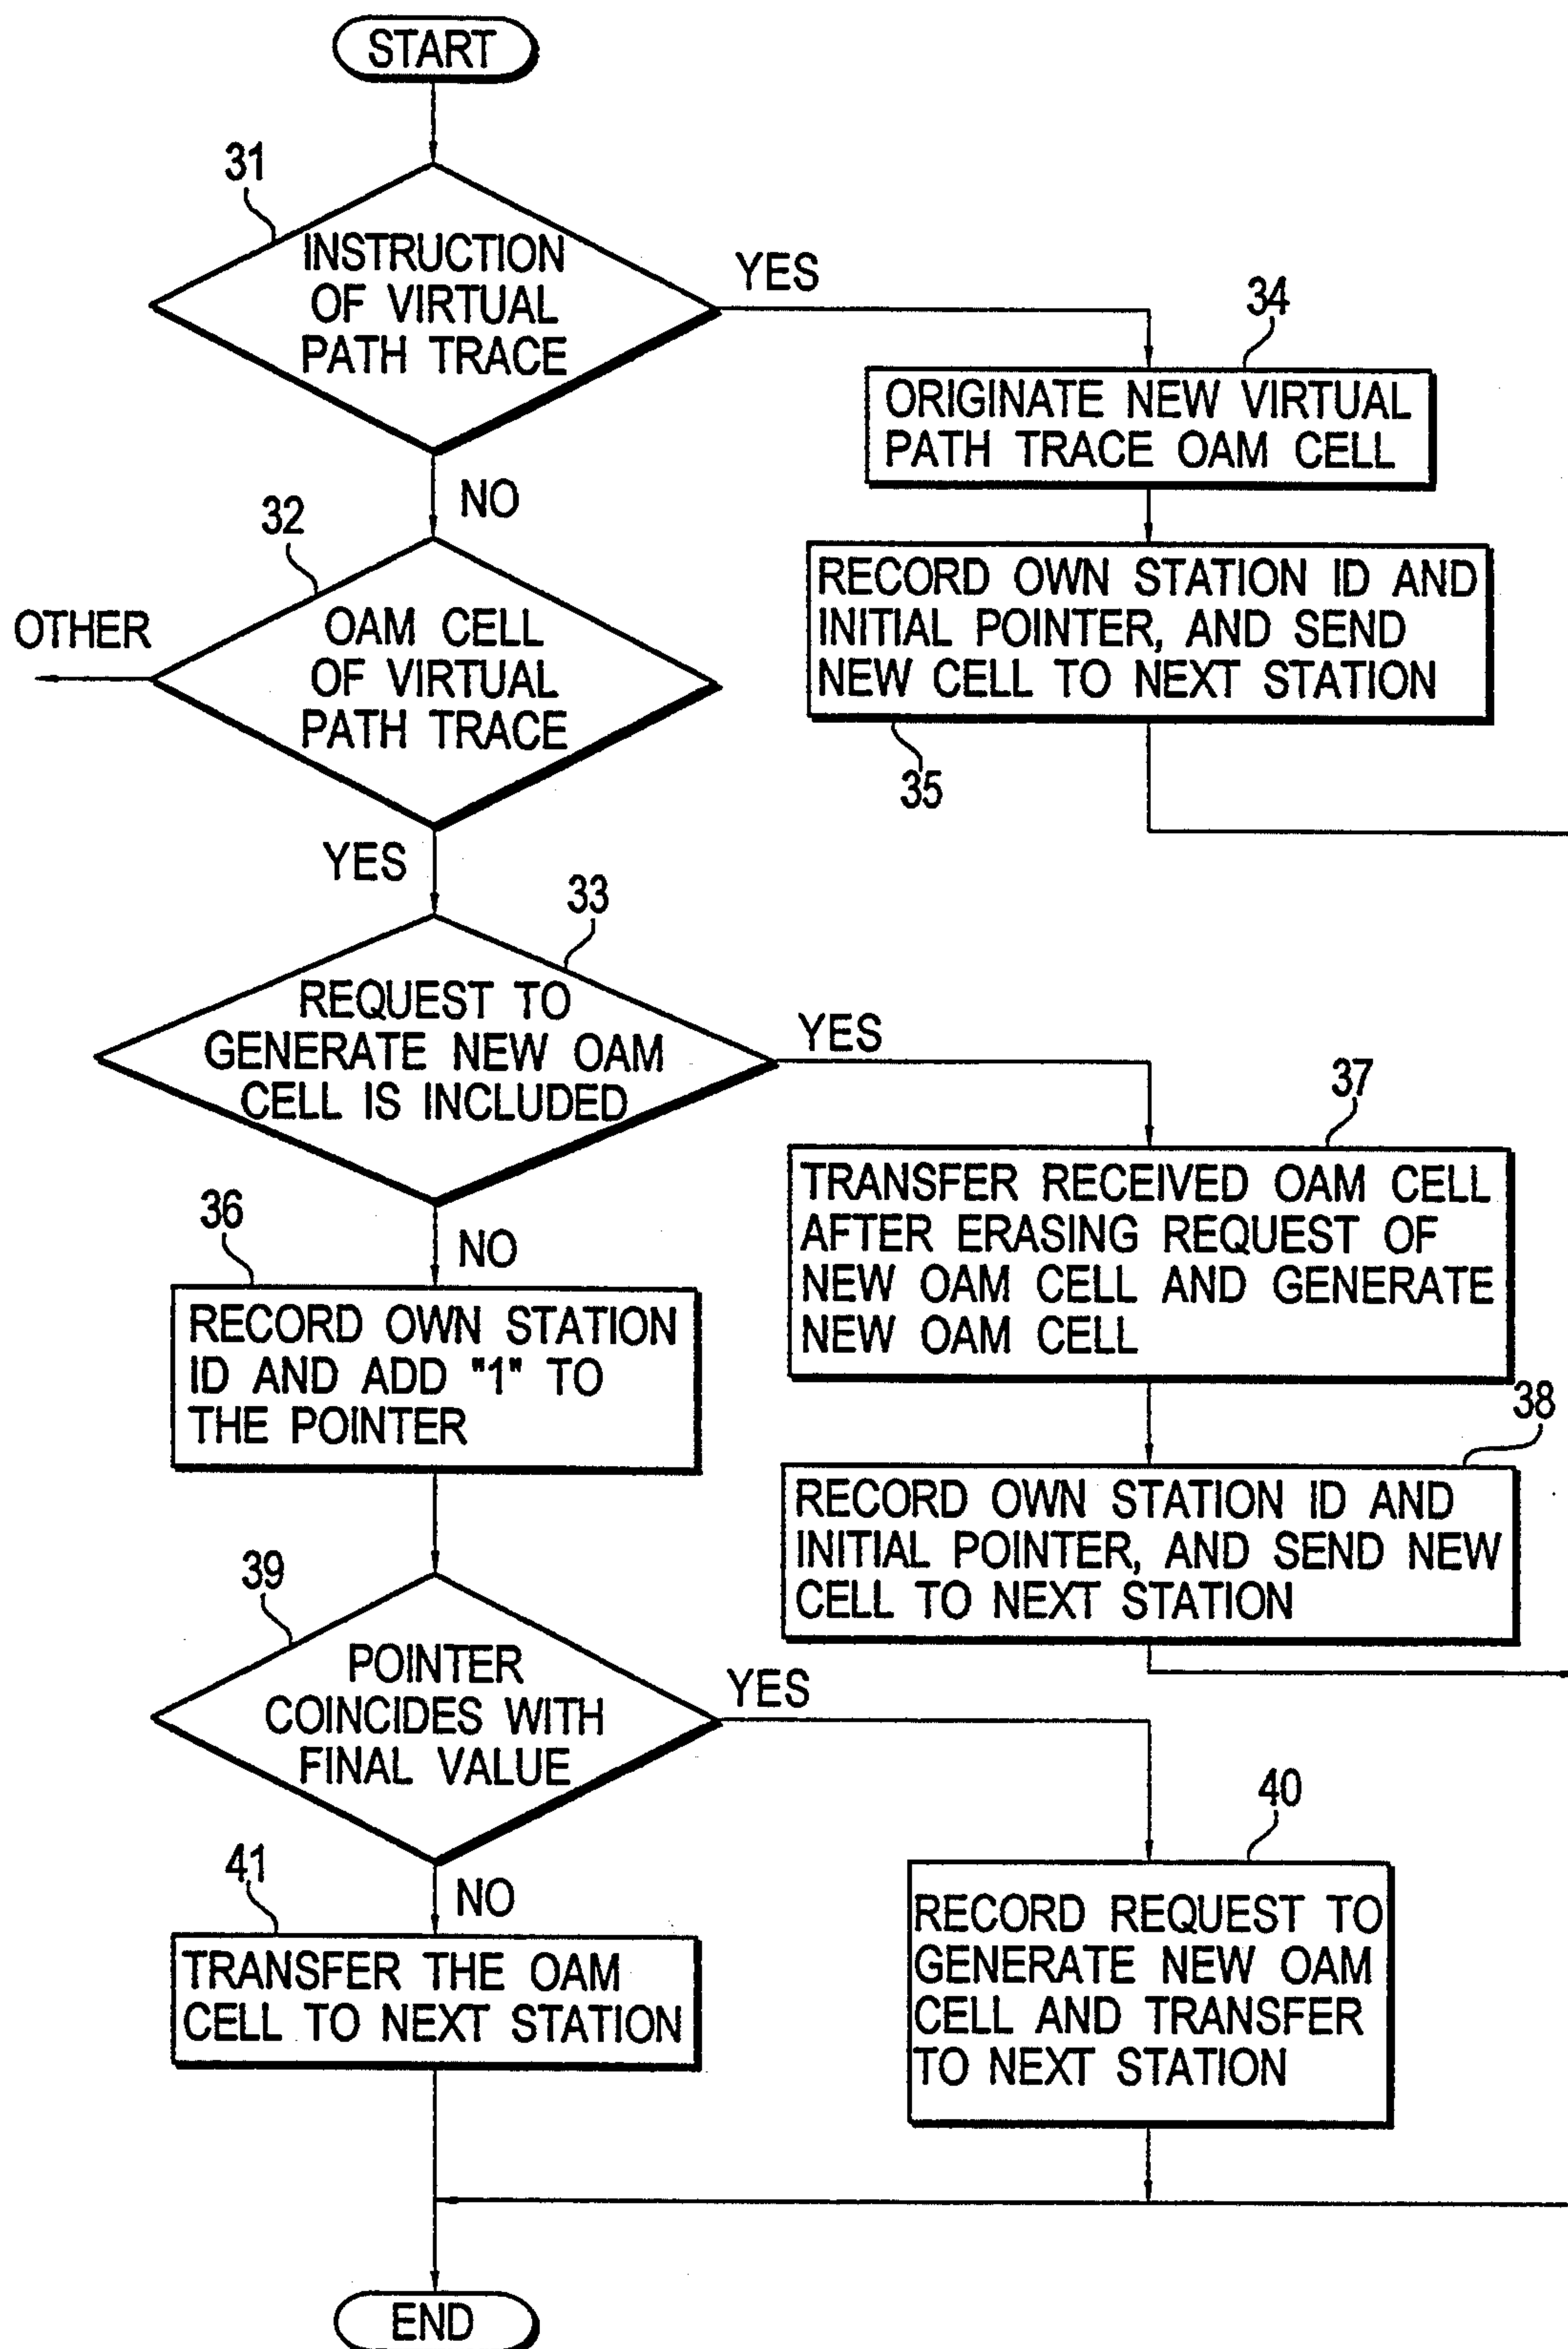 START
31
INSTRUCTION
OF VIRTUAL
PATH TRACE
YES
34
ORIGINATE NEW VIRTUAL
PATH TRACE OAM CELL
NO
32
OTHER
OAM CELL
OF VIRTUAL
PATH TRACE
RECORD OWN STATION ID AND
INITIAL POINTER, AND SEND
NEW CELL TO NEXT STATION
35
YES
33
REQUEST TO
GENERATE NEW OAM
CELL IS INCLUDED
YES
37
TRANSFER RECEIVED OAM CELL
AFTER ERASING REQUEST OF
NEW OAM CELL AND GENERATE
NEW OAM CELL
36
NO
RECORD OWN STATION
ID AND ADD "1" TO
THE POINTER
38
RECORD OWN STATION ID AND
INITIAL POINTER, AND SEND NEW
CELL TO NEXT STATION
39
POINTER
COINCIDES WITH
FINAL VALUE
YES
40
RECORD REQUEST TO
GENERATE NEW OAM
CELL AND TRANSFER
TO NEXT STATION
41
NO
TRANSFER THE OAM
CELL TO NEXT STATION
END